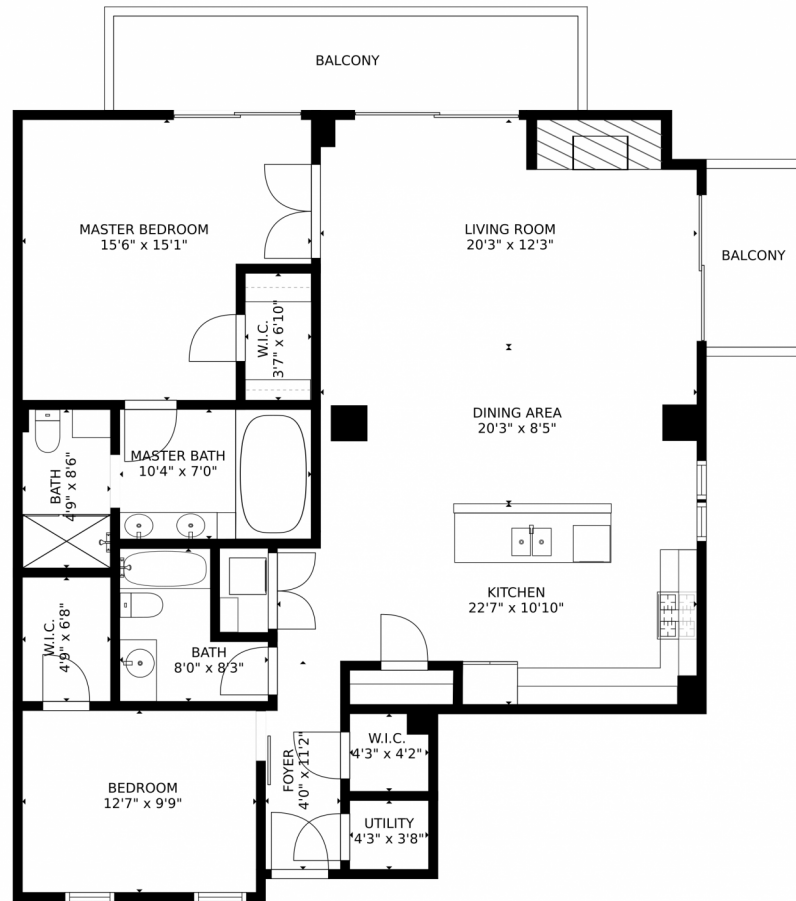 BALCONY
MASTER BEDROOM
15'6" x 15'1"
LIVING ROOM
20'3" x 12'3"
BALCONY
W.I.C.
3'7" x 6'10"
DINING AREA
20'3" x 8'5"
MASTER BATH
10'4" x 7'0"
BATH
4'9" x 8'6"
KITCHEN
22'7" x 10'10"
W.I.C.
4'9" x 6'8"
BATH
8'0" x 8'3"
W.I.C.
4'3" x 4'2"
FOYER
4'0" x 11'2"
BEDROOM
12'7" x 9'9"
UTILITY
4'3" x 3'8"